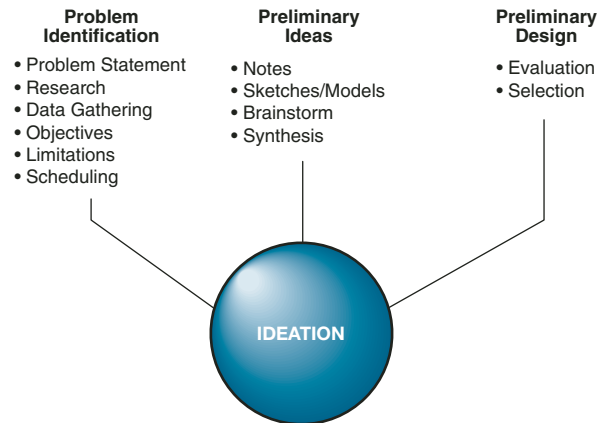 Problem
Identification
• Problem Statement
• Research
• Data Gathering
• Objectives
• Limitations
• Scheduling
Preliminary
Ideas
• Notes
• Sketches/Models
• Brainstorm
• Synthesis
Preliminary
Design
• Evaluation
• Selection
IDEATION